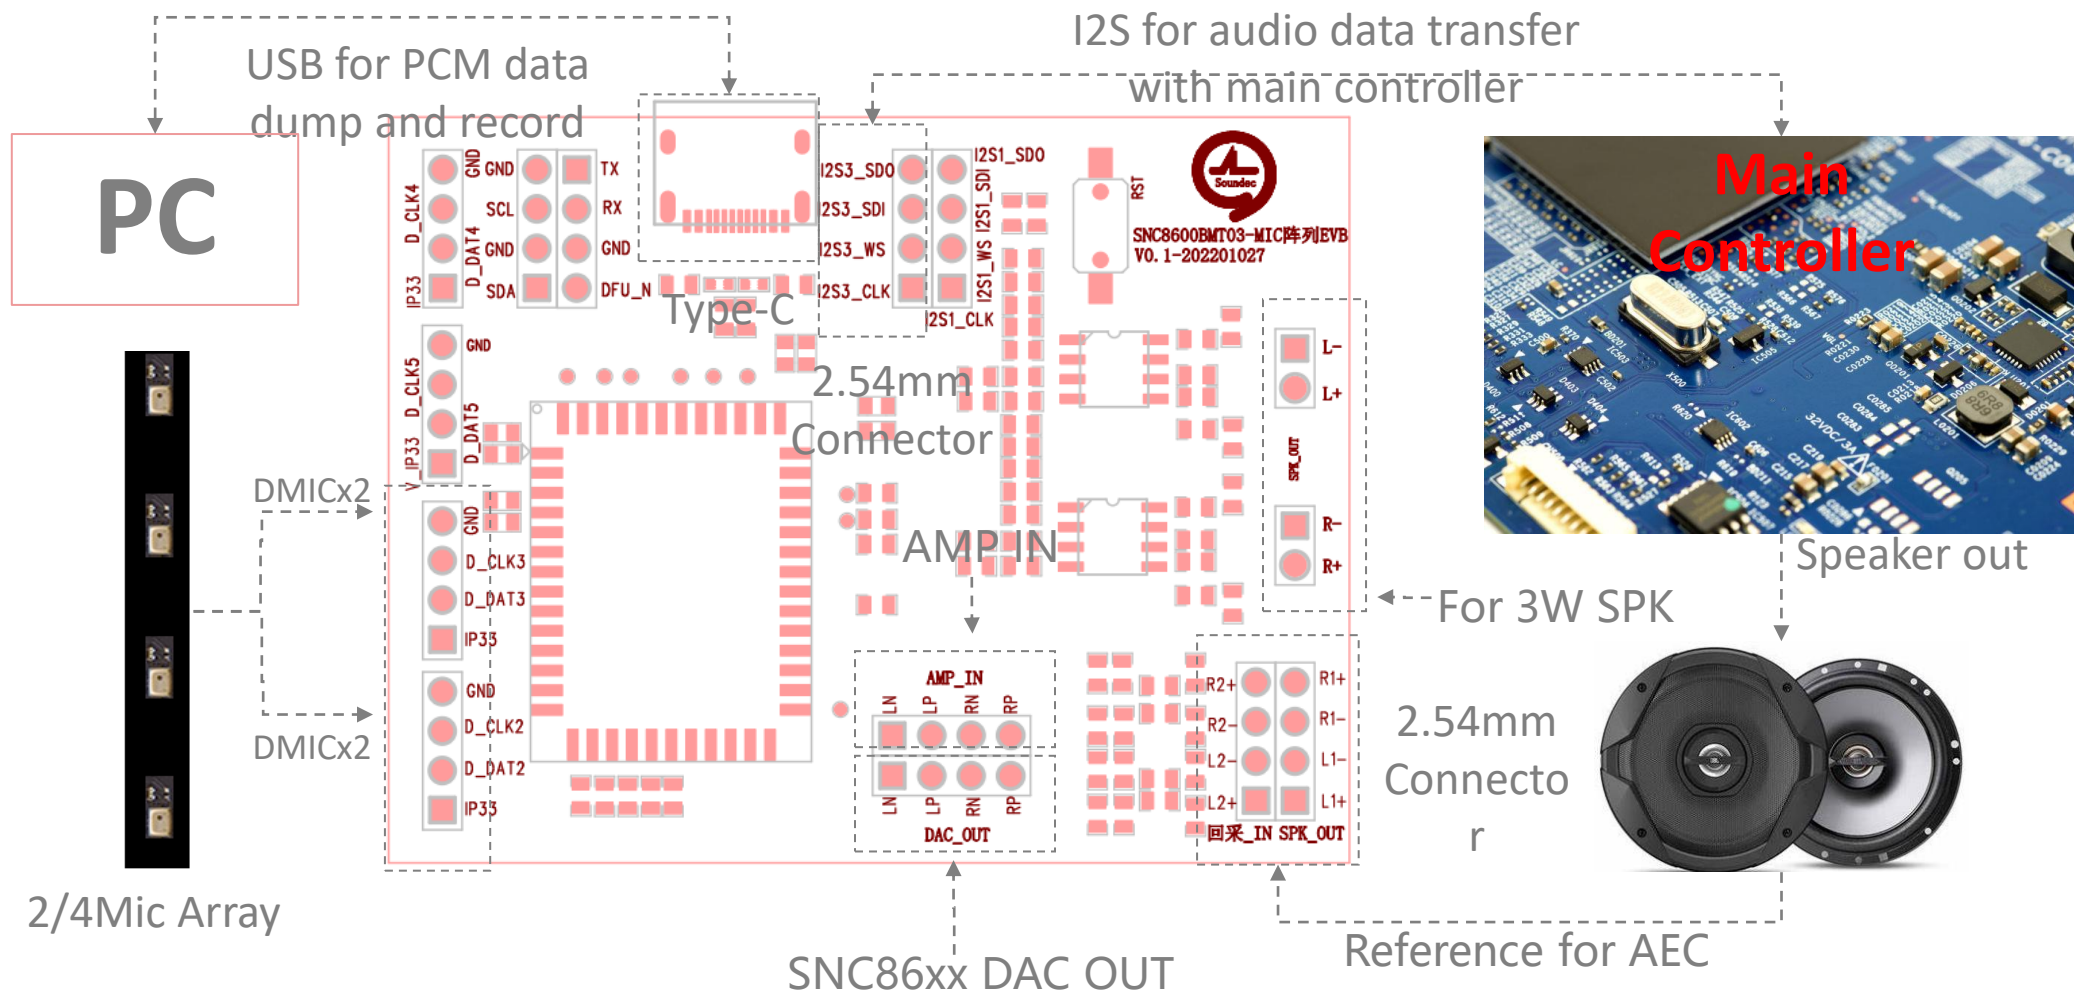 USB for PCM data
dump and record
I2S for audio data transfer
with main controller
PC
Main
Controller
GND
D_CLK4
D_DAT4
IP33
GND
SCL
GND
SDA
TX
RX
GND
DFU_N
Type-C
I2S3_SDO
I2S3_SDI
I2S3_WS
I2S3_CLK
I2S1_SDO
I2S1_SDI
I2S1_WS
I2S1_CLK
RST
Soundec
SNC8600BMT03-MIC阵列EVB
V0.1-202201027
GND
D_CLK5
D_DAT5
V_IP33
2.54mm
Connector
L-
L+
SPK_OUT
R-
R+
DMICx2
GND
D_CLK3
D_DAT3
IP33
AMP IN
Speaker out
For 3W SPK
DMICx2
GND
D_CLK2
D_DAT2
IP33
AMP_IN
LN
LP
RN
RP
LN
LP
RN
RP
DAC_OUT
R2+
R2-
L2-
L2+
R1+
R1-
L1-
L1+
回采_IN SPK_OUT
2.54mm
Connecto
r
2/4Mic Array
SNC86xx DAC OUT
Reference for AEC